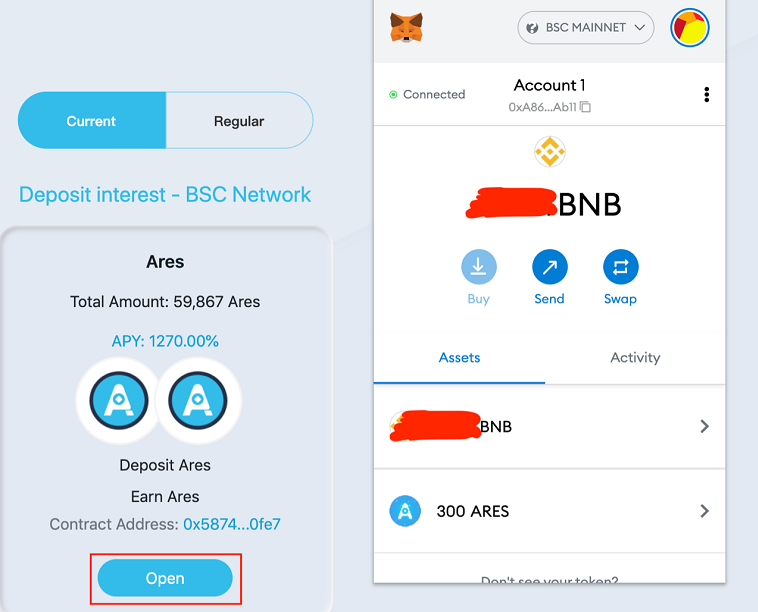 Current
Regular
Deposit interest - BSC Network
Ares
Total Amount: 59,867 Ares
APY: 1270.00%
Deposit Ares
Earn Ares
Contract Address: 0x5874...0fe7
Open
BSC MAINNET
Connected
Account 1
0xA86...Ab11
BNB
Buy
Send
Swap
Assets
Activity
BNB
300 ARES
Don't see your token?